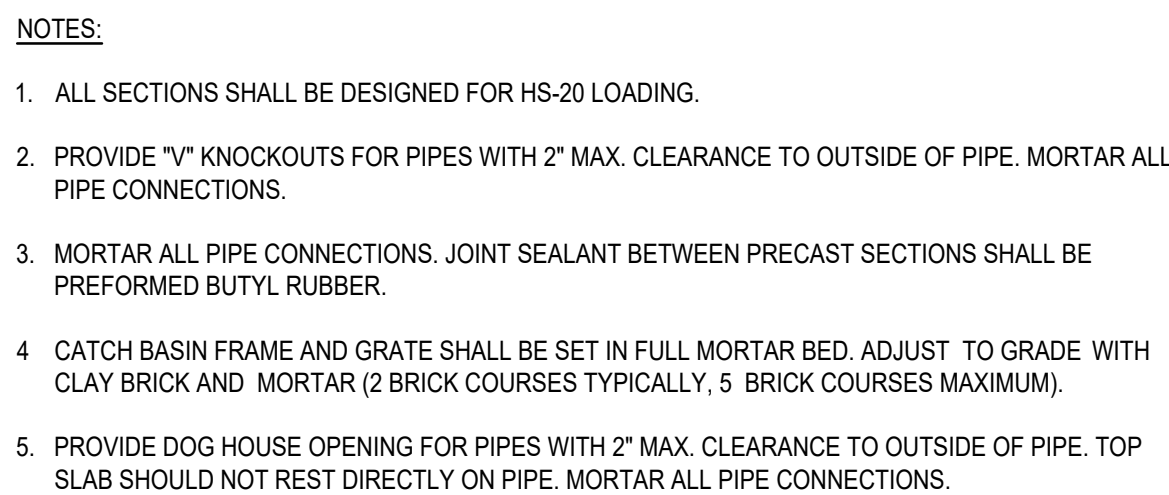 NOTES:
1. ALL SECTIONS SHALL BE DESIGNED FOR HS-20 LOADING.
2. PROVIDE "V" KNOCKOUTS FOR PIPES WITH 2" MAX. CLEARANCE TO OUTSIDE OF PIPE. MORTAR ALL
PIPE CONNECTIONS.
3. MORTAR ALL PIPE CONNECTIONS. JOINT SEALANT BETWEEN PRECAST SECTIONS SHALL BE
PREFORMED BUTYL RUBBER.
4 CATCH BASIN FRAME AND GRATE SHALL BE SET IN FULL MORTAR BED. ADJUST TO GRADE WITH
CLAY BRICK AND MORTAR (2 BRICK COURSES TYPICALLY, 5 BRICK COURSES MAXIMUM).
5. PROVIDE DOG HOUSE OPENING FOR PIPES WITH 2" MAX. CLEARANCE TO OUTSIDE OF PIPE. TOP
SLAB SHOULD NOT REST DIRECTLY ON PIPE. MORTAR ALL PIPE CONNECTIONS.